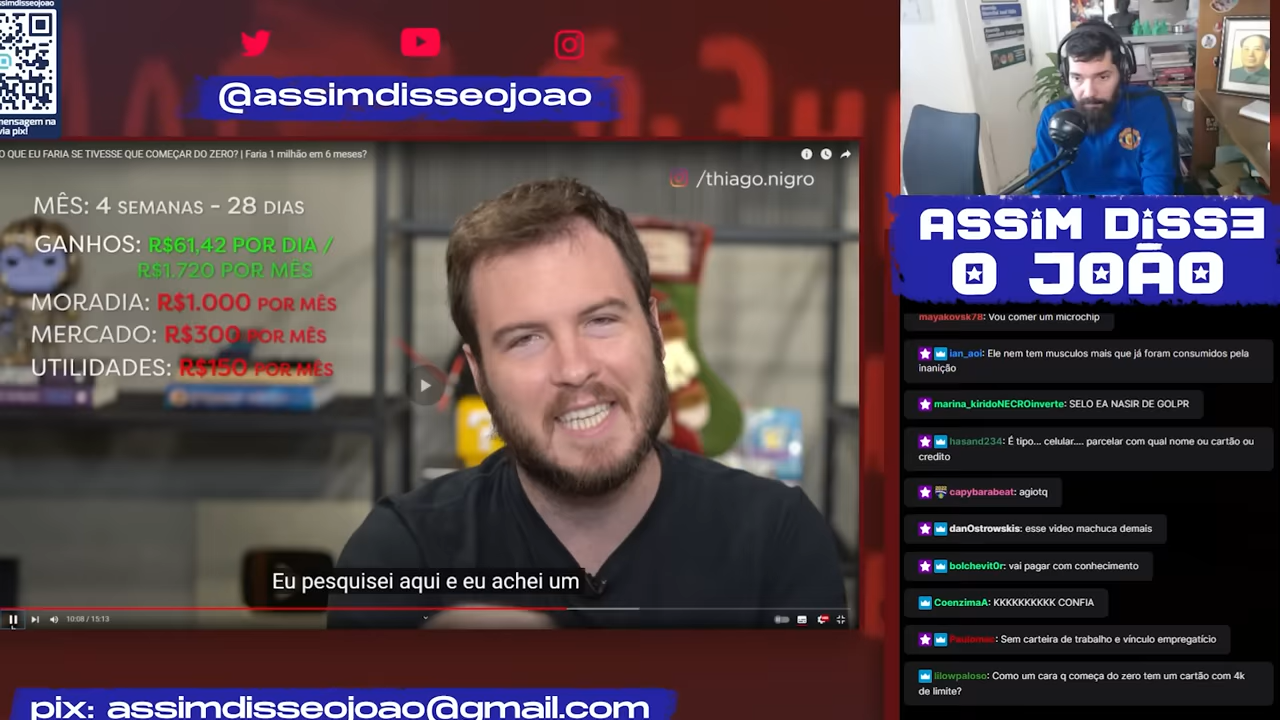 assimdisseojoao
mensagem na
via pix!
@assimdisseojoao
O QUE EU FARIA SE TIVESSE QUE COMEÇAR DO ZERO? | Faria 1 milhão em 6 meses?
/thiago.nigro
MÊS: 4 SEMANAS - 28 DIAS
GANHOS: R$61,42 POR DIA /
R$1.720 POR MÊS
MORADIA: R$1.000 POR MÊS
MERCADO: R$300 POR MÊS
UTILIDADES: R$150 POR MÊS
Eu pesquisei aqui e eu achei um
10:08 / 15:13
pix: assimdisseojoao@gmail.com
ASSIM DISSE
O JOÃO
mayakovisk78: Vou comer um microchip
ian_aoi: Ele nem tem musculos mais que já foram consumidos pela
inanição
marina_kiridoNECROinverte: SELO EA NASIR DE GOLPR
hasand234: É tipo... celular.... parcelar com qual nome ou cartão ou
credito
capybarabeat: agiotq
danOstrowskis: esse video machuca demais
bolchevit0r: vai pagar com conhecimento
CoenzimaA: KKKKKKKKKK CONFIA
: Sem carteira de trabalho e vínculo empregatício
lilowpaloso: Como um cara q começa do zero tem um cartão com 4k
de limite?